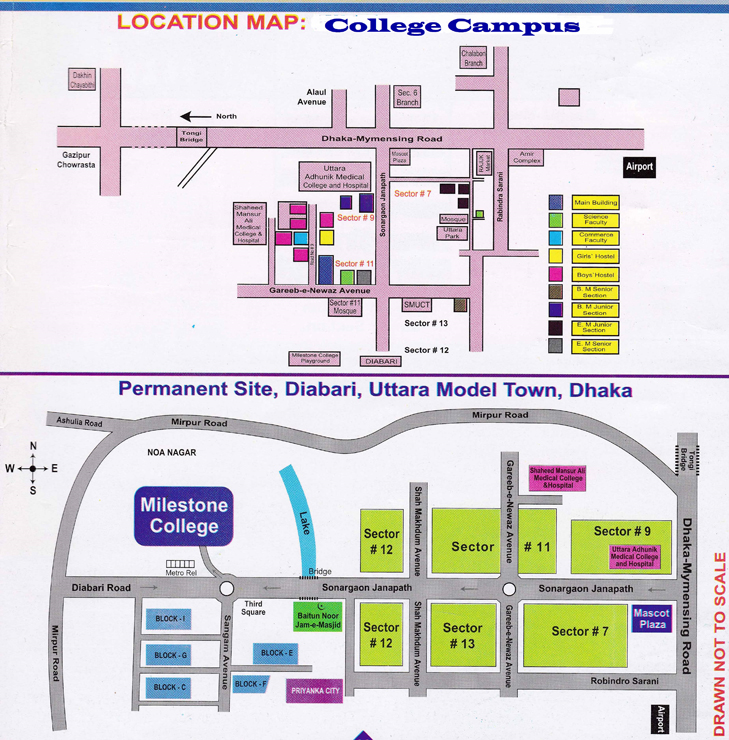 LOCATION MAP: College Campus
Dakhin
Chayabithi
Chalabon
Branch
Alaul
Avenue
Sec. 6
Branch
North
Tongi
Bridge
Dhaka-Mymensing Road
Gazipur
Chowrasta
Mascot
Plaza
RAJUK
Market
Amir
Complex
Airport
Uttara
Adhunik Medical
College and Hospital
Sonargaon Janapath
Sector # 7
Rabindra Sarani
Shaheed
Mansur
Ali
Medical
College &
Hospital
Sector # 9
Mosque
Uttara
Park
Sector # 11
Gareeb-e-Newaz Avenue
Sector #11
Mosque
SMUCT
Sector # 13
Sector # 12
Milestone College
Playground
DIABARI
Main Building
Science
Faculty
Commerce
Faculty
Girls' Hostel
Boys' Hostel
B. M Senior
Section
B. M Junior
Section
E. M Junior
Section
E. M Senior
Section
Permanent Site, Diabari, Uttara Model Town, Dhaka
Ashulia Road
Mirpur Road
Mirpur Road
N
W
E
S
NOA NAGAR
Tongi
Bridge
Milestone
College
Lake
Shah Makhdum Avenue
Gareeb-e-Newaz Avenue
Shaheed Mansur Ali
Medical College
&Hospital
Sector
# 12
Sector
# 11
Sector # 9
Uttara Adhunik
Medical College
and Hospital
Metro Rel
Bridge
Diabari Road
Sonargaon Janapath
Sonargaon Janapath
Third
Square
Baitun Noor
Jam-e-Masjid
BLOCK - I
BLOCK - G
BLOCK - C
Sangam Avenue
BLOCK - E
BLOCK - F
PRIYANKA CITY
Sector
# 12
Shah Makhdum Avenue
Sector
# 13
Gareeb-e-Newaz Avenue
Sector # 7
Mascot
Plaza
Dhaka-Mymensing Road
Mirpur Road
Robindro Sarani
Airport
DRAWN NOT TO SCALE